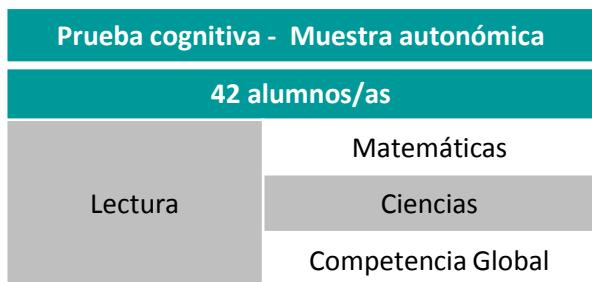 Prueba cognitiva - Muestra autonómica
42 alumnos/as
Lectura
Matemáticas
Ciencias
Competencia Global